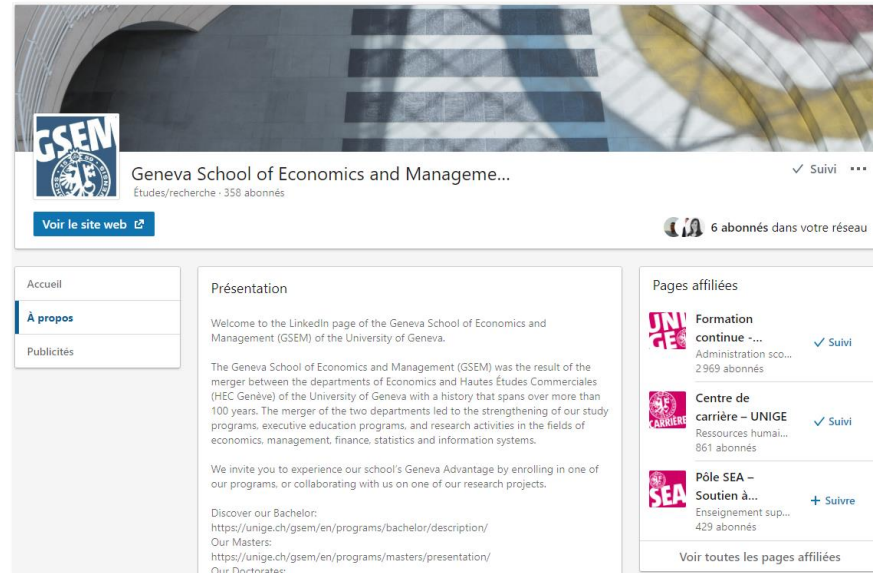 GSEM
Geneva School of Economics and Manageme...
Études/recherche · 358 abonnés
✓ Suivi ...
Voir le site web
6 abonnés dans votre réseau
Accueil
À propos
Publicités
Présentation
Welcome to the LinkedIn page of the Geneva School of Economics and
Management (GSEM) of the University of Geneva.
The Geneva School of Economics and Management (GSEM) was the result of the
merger between the departments of Economics and Hautes Études Commerciales
(HEC Genève) of the University of Geneva with a history that spans over more than
100 years. The merger of the two departments led to the strengthening of our study
programs, executive education programs, and research activities in the fields of
economics, management, finance, statistics and information systems.
We invite you to experience our school's Geneva Advantage by enrolling in one of
our programs, or collaborating with us on one of our research projects.
Discover our Bachelor:
https://unige.ch/gsem/en/programs/bachelor/description/
Our Masters:
https://unige.ch/gsem/en/programs/masters/presentation/
Our Doctorates:
Pages affiliées
UNI
GE
Formation
continue -...
Administration sco...
2 969 abonnés
✓ Suivi
CARRIÈRE
Centre de
carrière – UNIGE
Ressources humai...
861 abonnés
✓ Suivi
SEA
Pôle SEA –
Soutien à...
Enseignement sup...
429 abonnés
+ Suivre
Voir toutes les pages affiliées